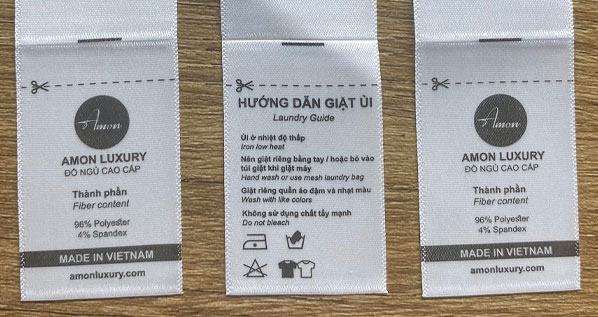 Amon
AMON LUXURY
ĐỒ NGỦ CAO CẤP
Thành phần
Fiber content
96% Polyester
4% Spandex
MADE IN VIETNAM
amonluxury.com
HƯỚNG DẪN GIẶT ỦI
Laundry Guide
Ủi ở nhiệt độ thấp
Iron low heat
Nên giặt riêng bằng tay / hoặc bỏ vào
túi giặt khi giặt máy
Hand wash or use mesh laundry bag
Giặt riêng quần áo đậm và nhạt màu
Wash with like colors
Không sử dụng chất tẩy mạnh
Do not bleach
Amon
AMON LUXURY
ĐỒ NGỦ CAO CẤP
Thành phần
Fiber content
96% Polyester
4% Spandex
MADE IN VIETNAM
amonluxury.com